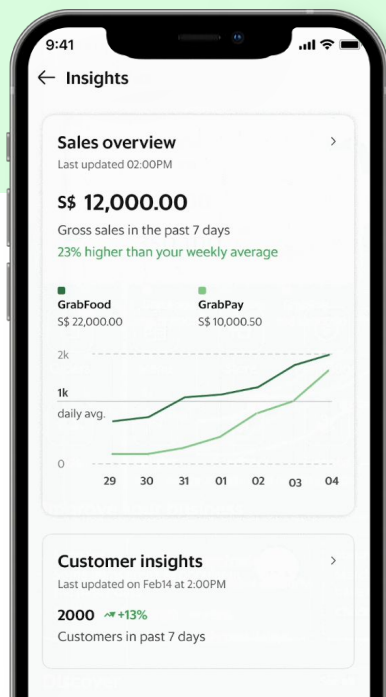 9:41
Insights
Sales overview
Last updated 02:00PM
S$ 12,000.00
Gross sales in the past 7 days
23% higher than your weekly average
GrabFood GrabPay
S$ 22,000.00 S$ 10,000.50
2k
1k
daily avg.
0
29 30 31 01 02 03 04
Customer insights
Last updated on Feb14 at 2:00PM
2000 +13%
Customers in past 7 days